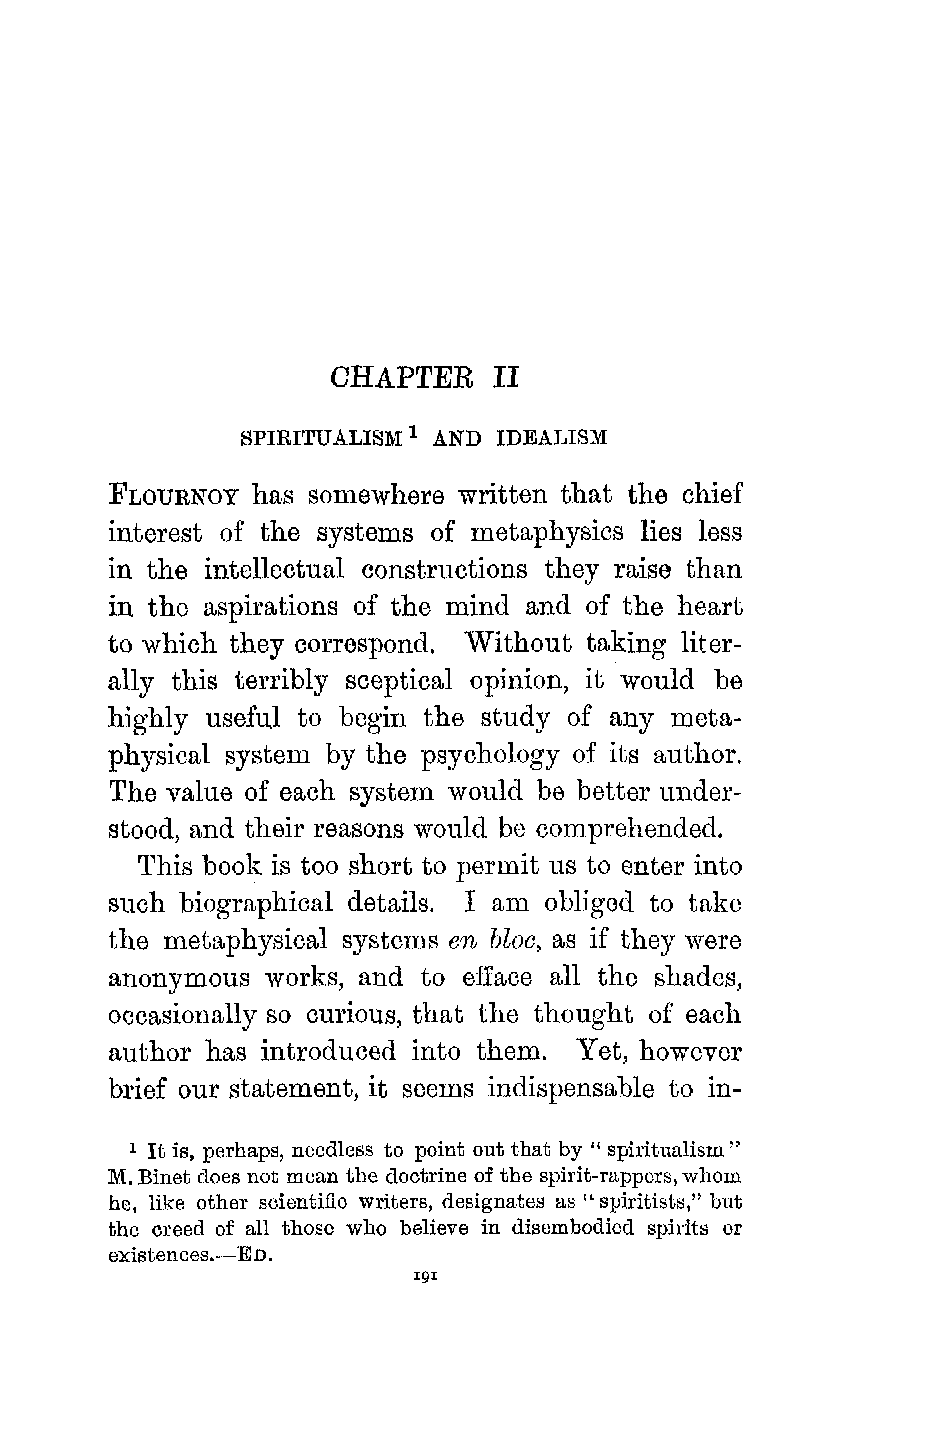 CHAPTER II
SPIRITUALISM 1 AND IDEALISM
FLOURNOY has somewhere written that the chief
interest of the systems of metaphysics lies less
in the intellectual constructions they raise than
in the aspirations of the mind and of the heart
to which they correspond. Without taking liter-
ally this terribly sceptical opinion, it would be
highly useful to begin the study of any meta-
physical system by the psychology of its author.
The value of each system would be better under-
stood, and their reasons would be comprehended.
This book is too short to permit us to enter into
such biographical details. I am obliged to take
the metaphysical systems en bloc, as if they were
anonymous works, and to efface all the shades,
occasionally so curious, that the thought of each
author has introduced into them. Yet, however
brief our statement, it seems indispensable to in-
1 It is, perhaps, needless to point out that by "spiritualism"
M. Binet does not mean the doctrine of the spirit-rappers, whom
he, like other scientific writers, designates as "spiritists," but
the creed of all those who believe in disembodied spirits or
existences.—ED.
191